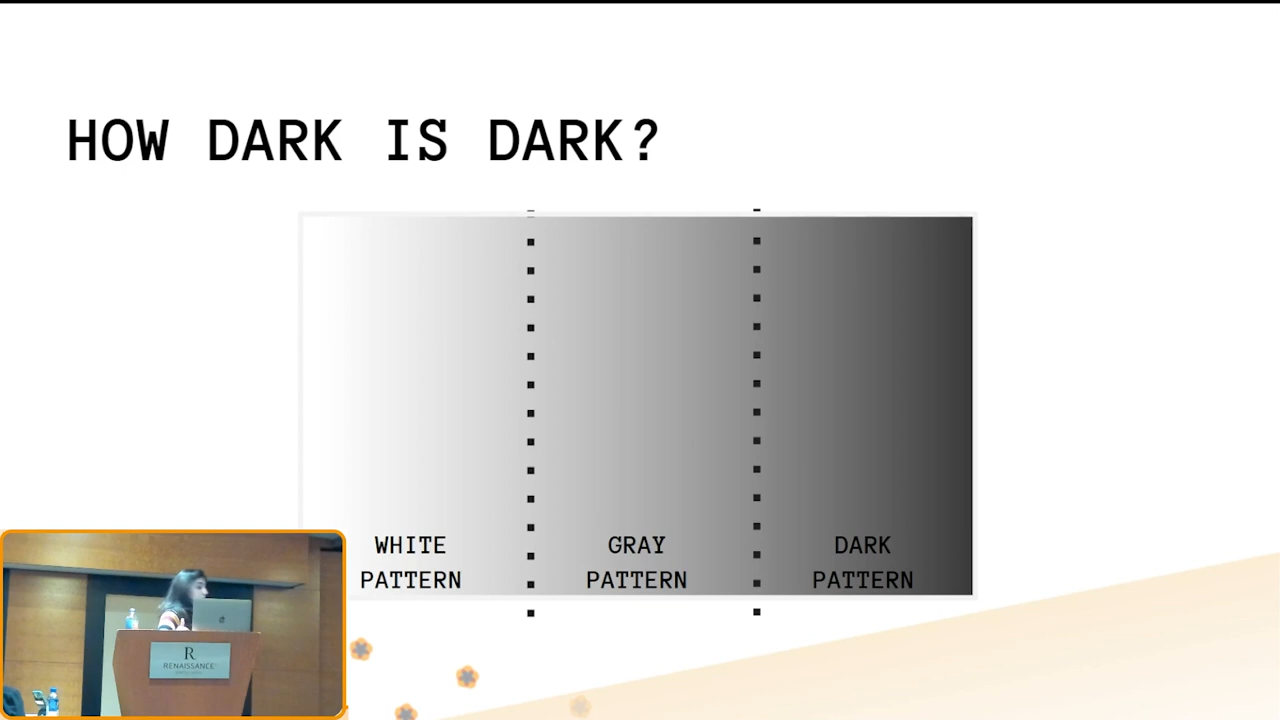 HOW DARK IS DARK?
WHITE
PATTERN
GRAY
PATTERN
DARK
PATTERN
R
RENAISSANCE